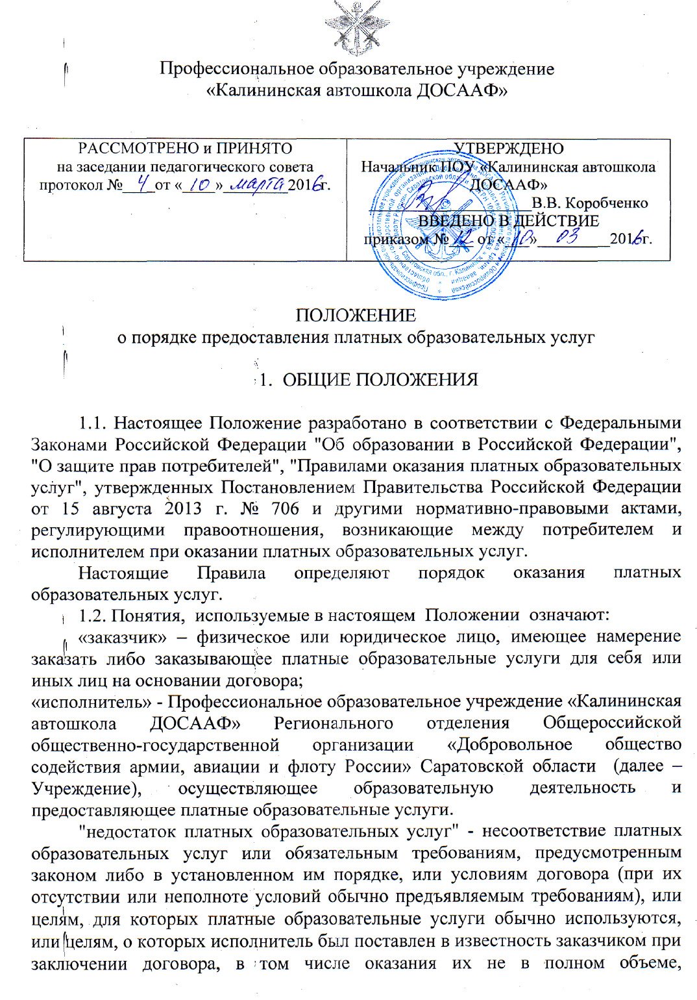 Профессиональное образовательное учреждение
«Калининская автошкола ДОСААФ»
РАССМОТРЕНО и ПРИНЯТО
на заседании педагогического совета
протокол № 4 от « 10 » марта 2016 г.
УТВЕРЖДЕНО
Начальник ПОУ «Калининская автошкола
ДОСААФ»
В.В. Коробченко
ВВЕДЕНО В ДЕЙСТВИЕ
приказом № 12 от « 10 » 03 2016 г.
ПОЛОЖЕНИЕ
о порядке предоставления платных образовательных услуг
1. ОБЩИЕ ПОЛОЖЕНИЯ
1.1. Настоящее Положение разработано в соответствии с Федеральными
Законами Российской Федерации "Об образовании в Российской Федерации",
"О защите прав потребителей", "Правилами оказания платных образовательных
услуг", утвержденных Постановлением Правительства Российской Федерации
от 15 августа 2013 г. № 706 и другими нормативно-правовыми актами,
регулирующими правоотношения, возникающие между потребителем и
исполнителем при оказании платных образовательных услуг.
Настоящие Правила определяют порядок оказания платных
образовательных услуг.
1.2. Понятия, используемые в настоящем Положении означают:
«заказчик» – физическое или юридическое лицо, имеющее намерение
заказать либо заказывающее платные образовательные услуги для себя или
иных лиц на основании договора;
«исполнитель» - Профессиональное образовательное учреждение «Калининская
автошкола ДОСААФ» Регионального отделения Общероссийской
общественно-государственной организации «Добровольное общество
содействия армии, авиации и флоту России» Саратовской области (далее –
Учреждение), осуществляющее образовательную деятельность и
предоставляющее платные образовательные услуги.
"недостаток платных образовательных услуг" - несоответствие платных
образовательных услуг или обязательным требованиям, предусмотренным
законом либо в установленном им порядке, или условиям договора (при их
отсутствии или неполноте условий обычно предъявляемым требованиям), или
целям, для которых платные образовательные услуги обычно используются,
или целям, о которых исполнитель был поставлен в известность заказчиком при
заключении договора, в том числе оказания их не в полном объеме,